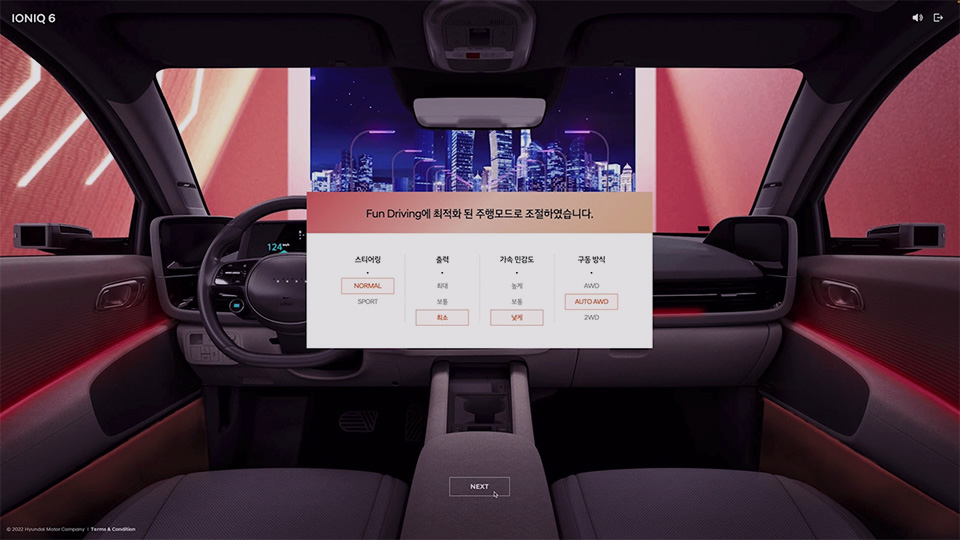 IONIQ 6
124
Fun Driving에 최적화 된 주행모드로 조절하였습니다.
스티어링
NORMAL
SPORT
출력
최대
보통
최소
가속 민감도
높게
보통
낮게
구동 방식
AWD
AUTO AWD
2WD
NEXT
© 2022 Hyundai Motor Company | Terms & Condition